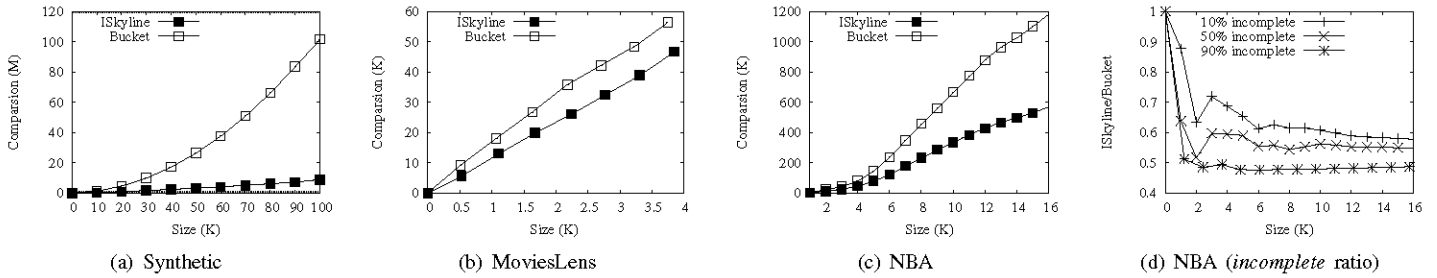 ISkyline
Bucket
Comparsion (M)
120
100
80
60
40
20
0
0 10 20 30 40 50 60 70 80 90 100
Size (K)
(a) Synthetic
ISkyline
Bucket
Comparsion (K)
60
50
40
30
20
10
0
0 0.5 1 1.5 2 2.5 3 3.5 4
Size (K)
(b) MoviesLens
ISkyline
Bucket
Comparsion (K)
1200
1000
800
600
400
200
0
2 4 6 8 10 12 14 16
Size (K)
(c) NBA
10% incomplete
50% incomplete
90% incomplete
ISkyline/Bucket
1
0.9
0.8
0.7
0.6
0.5
0.4
0 2 4 6 8 10 12 14 16
Size (K)
(d) NBA (incomplete ratio)